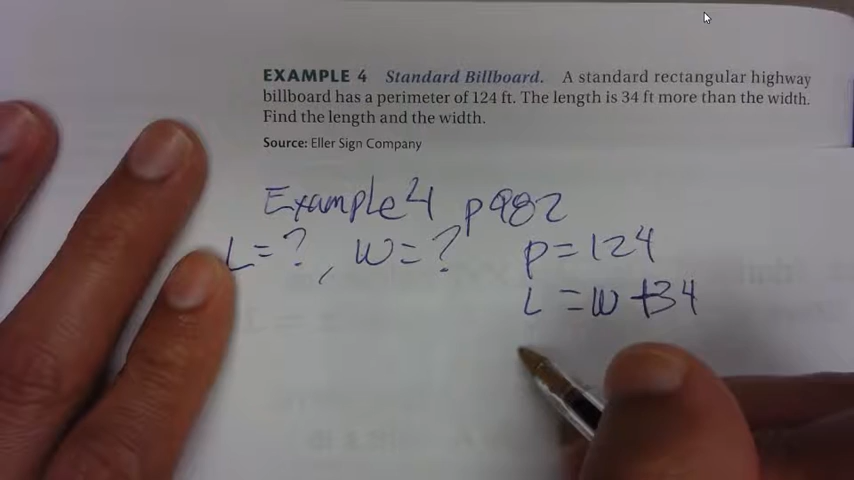 EXAMPLE 4 Standard Billboard. A standard rectangular highway
billboard has a perimeter of 124 ft. The length is 34 ft more than the width.
Find the length and the width.
Source: Eller Sign Company
Example 4 p982
L = ? , W = ? p = 124
L = W + 34